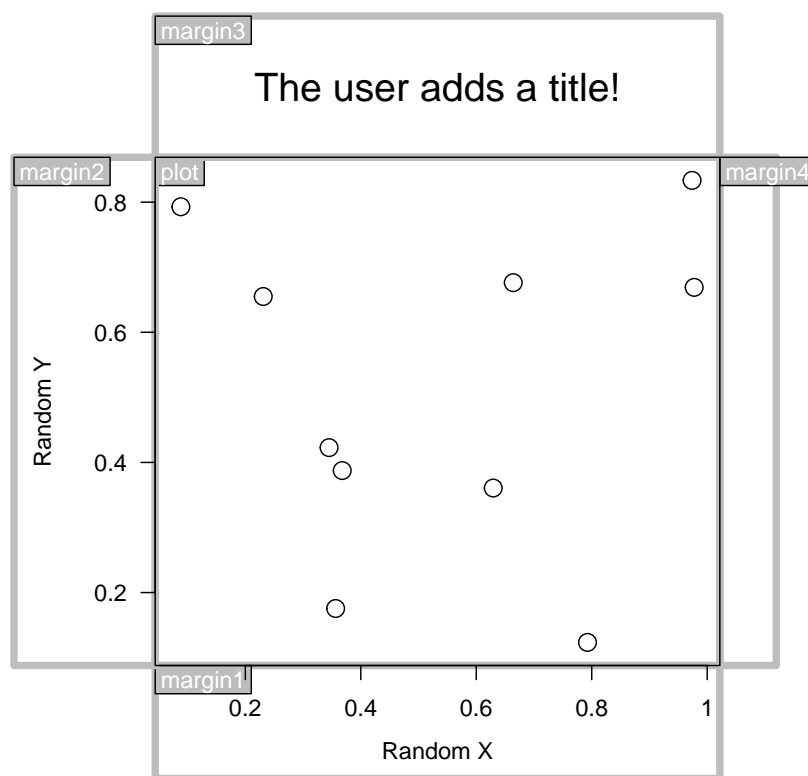 margin3
The user adds a title!
margin2
plot
margin4
0.8
0.6
0.4
0.2
Random Y
margin1
0.2 0.4 0.6 0.8 1
Random X